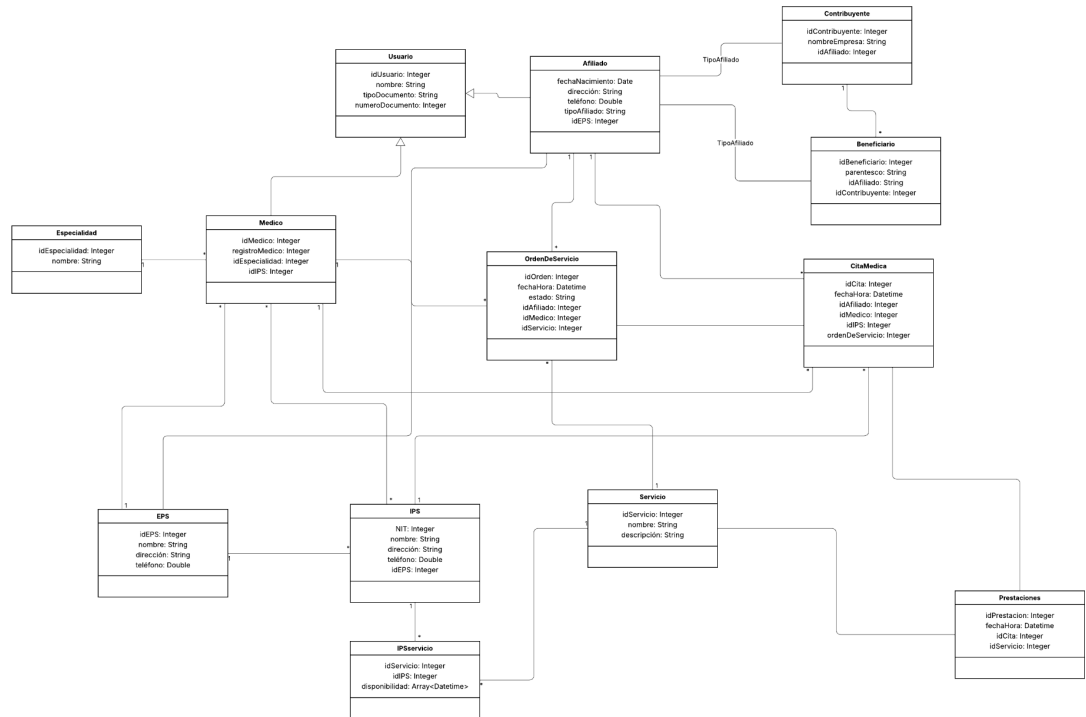 Contribuyente
idContribuyente: Integer
nombreEmpresa: String
idAfiliado: Integer
1
*
Usuario
idUsuario: Integer
nombre: String
tipoDocumento: String
numeroDocumento: Integer
Afiliado
fechaNacimiento: Date
dirección: String
teléfono: Double
tipoAfiliado: String
idEPS: Integer
1
1
TipoAfiliado
TipoAfiliado
Beneficiario
idBeneficiario: Integer
parentesco: String
idAfiliado: String
idContribuyente: Integer
Especialidad
idEspecialidad: Integer
nombre: String
1
*
Medico
idMedico: Integer
registroMedico: Integer
idEspecialidad: Integer
idIPS: Integer
1
*
*
1
*
OrdenDeServicio
idOrden: Integer
fechaHora: Datetime
estado: String
idAfiliado: Integer
idMedico: Integer
idServicio: Integer
*
*
CitaMedica
idCita: Integer
fechaHora: Datetime
idAfiliado: Integer
idMedico: Integer
idIPS: Integer
ordenDeServicio: Integer
*
*
*
1
EPS
idEPS: Integer
nombre: String
dirección: String
teléfono: Double
1
*
*
1
IPS
NIT: Integer
nombre: String
dirección: String
teléfono: Double
idEPS: Integer
1
*
1
Servicio
idServicio: Integer
nombre: String
descripción: String
1
*
IPSservicio
idServicio: Integer
idIPS: Integer
disponibilidad: Array<Datetime>
Prestaciones
idPrestacion: Integer
fechaHora: Datetime
idCita: Integer
idServicio: Integer